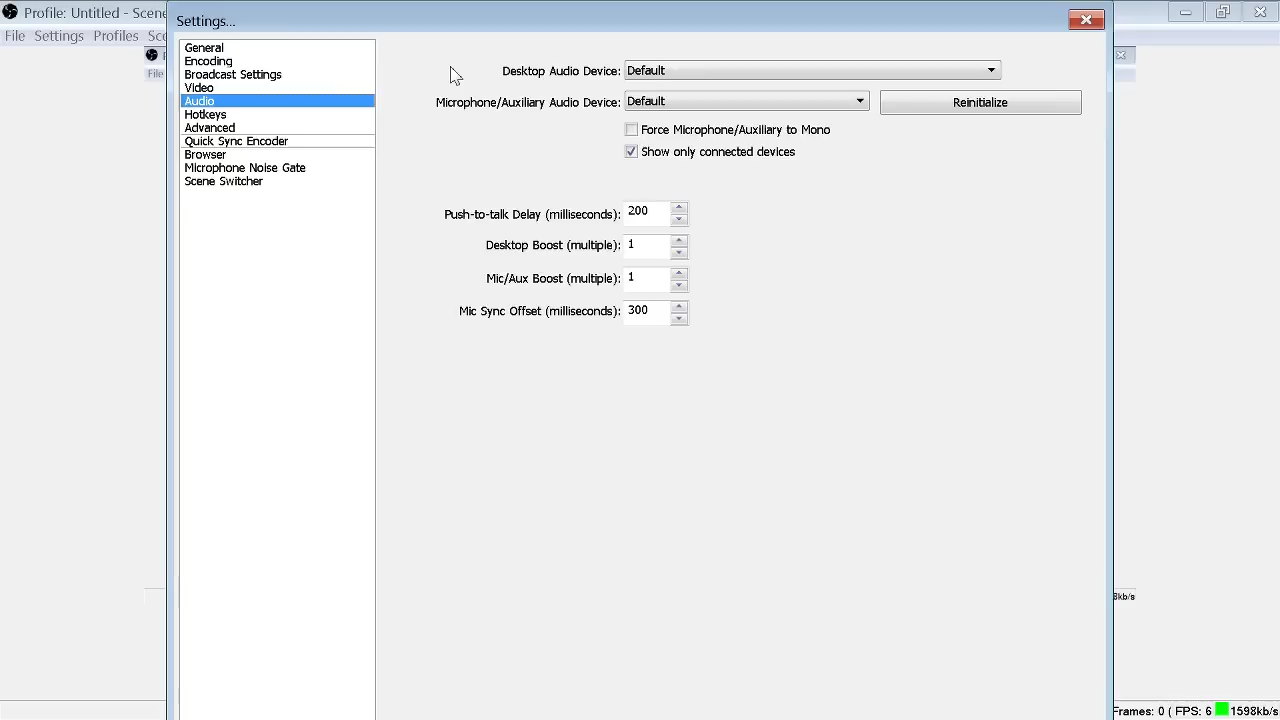 Profile: Untitled - Scene
Settings...
File Settings Profiles Sce
File
General
Encoding
Broadcast Settings
Video
Audio
Hotkeys
Advanced
Quick Sync Encoder
Browser
Microphone Noise Gate
Scene Switcher
Desktop Audio Device: Default
Microphone/Auxiliary Audio Device: Default Reinitialize
Force Microphone/Auxiliary to Mono
Show only connected devices
Push-to-talk Delay (milliseconds): 200
Desktop Boost (multiple): 1
Mic/Aux Boost (multiple): 1
Mic Sync Offset (milliseconds): 300
8kb/s
Frames: 0 ( FPS: 6 1598kb/s